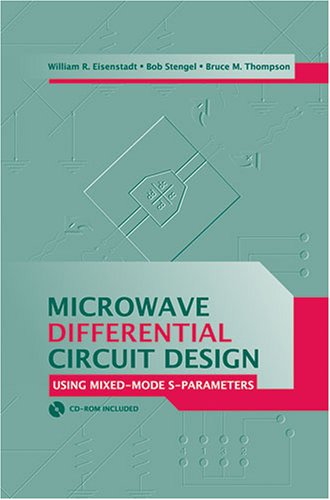 William R. Eisenstadt • Bob Stengel • Bruce M. Thompson
MICROWAVE
DIFFERENTIAL
CIRCUIT DESIGN
USING MIXED-MODE S-PARAMETERS
CD-ROM INCLUDED